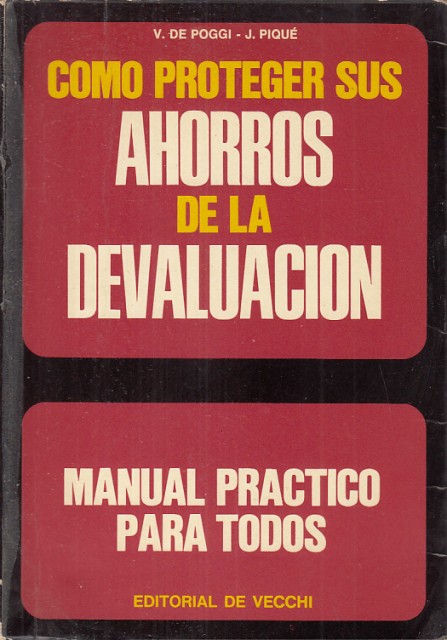 V. DE POGGI - J. PIQUÉ
COMO PROTEGER SUS
AHORROS
DE LA
DEVALUACION
MANUAL PRACTICO
PARA TODOS
EDITORIAL DE VECCHI